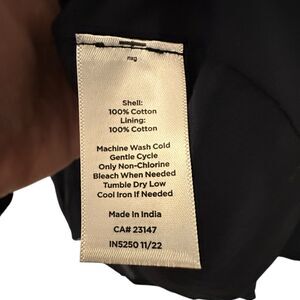 Shell:
100% Cotton
Lining:
100% Cotton
Machine Wash Cold
Gentle Cycle
Only Non-Chlorine
Bleach When Needed
Tumble Dry Low
Cool Iron If Needed
Made In India
CA# 23147
IN5250 11/22